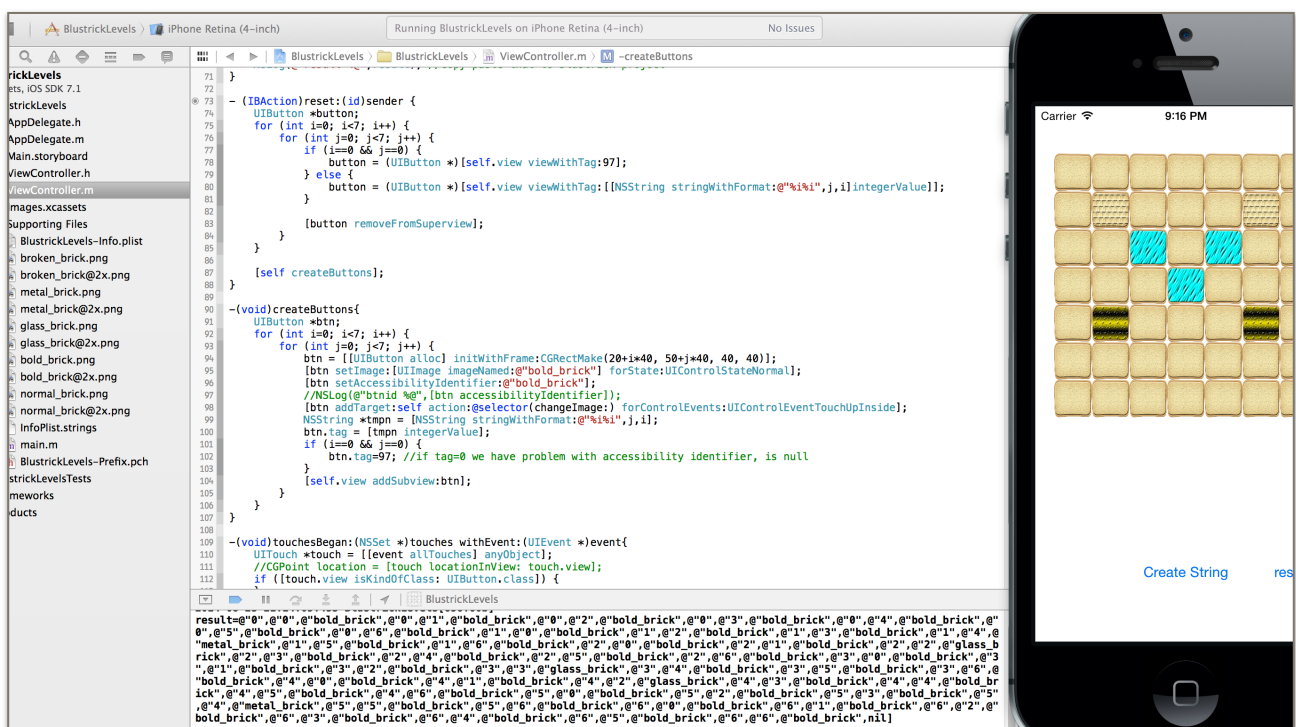 BlustrickLevels
iPhone Retina (4-inch)
Running BlustrickLevels on iPhone Retina (4-inch)
No Issues
BlustrickLevels
BlustrickLevels
ViewController.m
M -createButtons
rickLevels
ets, iOS SDK 7.1
strickLevels
AppDelegate.h
AppDelegate.m
Main.storyboard
ViewController.h
ViewController.m
mages.xcassets
Supporting Files
BlustrickLevels-Info.plist
broken_brick.png
broken_brick@2x.png
metal_brick.png
metal_brick@2x.png
glass_brick.png
glass_brick@2x.png
bold_brick.png
bold_brick@2x.png
normal_brick.png
normal_brick@2x.png
InfoPlist.strings
main.m
BlustrickLevels-Prefix.pch
strickLevelsTests
meworks
ducts
71 }
72
73 - (IBAction)reset:(id)sender {
74 UIButton *button;
75 for (int i=0; i<7; i++) {
76 for (int j=0; j<7; j++) {
77 if (i==0 && j==0) {
78 button = (UIButton *)[self.view viewWithTag:97];
79 } else {
80 button = (UIButton *)[self.view viewWithTag:[[NSString stringWithFormat:@"%i%i",j,i]integerValue]];
81 }
82
83 [button removeFromSuperview];
84 }
85 }
86
87 [self createButtons];
88 }
89
90 -(void)createButtons{
91 UIButton *btn;
92 for (int i=0; i<7; i++) {
93 for (int j=0; j<7; j++) {
94 btn = [[UIButton alloc] initWithFrame:CGRectMake(20+i*40, 50+j*40, 40, 40)];
95 [btn setImage:[UIImage imageNamed:@"bold_brick"] forState:UIControlStateNormal];
96 [btn setAccessibilityIdentifier:@"bold_brick"];
97 //NSLog(@"btnid %@",[btn accessibilityIdentifier]);
98 [btn addTarget:self action:@selector(changeImage:) forControlEvents:UIControlEventTouchUpInside];
99 NSString *tmpn = [NSString stringWithFormat:@"%i%i",j,i];
100 btn.tag = [tmpn integerValue];
101 if (i==0 && j==0) {
102 btn.tag=97; //if tag=0 we have problem with accessibility identifier, is null
103 }
104 [self.view addSubview:btn];
105 }
106 }
107 }
108
109 -(void)touchesBegan:(NSSet *)touches withEvent:(UIEvent *)event{
110 UITouch *touch = [[event allTouches] anyObject];
111 //CGPoint location = [touch locationInView: touch.view];
112 if ([touch.view isKindOfClass: UIButton.class]) {
BlustrickLevels
result=@"0",@"0",@"bold_brick",@"0",@"1",@"bold_brick",@"0",@"2",@"bold_brick",@"0",@"3",@"bold_brick",@"0",@"4",@"bold_brick",@"
0",@"5",@"bold_brick",@"0",@"6",@"bold_brick",@"1",@"0",@"bold_brick",@"1",@"2",@"bold_brick",@"1",@"3",@"bold_brick",@"1",@"4",@
"metal_brick",@"1",@"5",@"bold_brick",@"1",@"6",@"bold_brick",@"2",@"0",@"bold_brick",@"2",@"1",@"bold_brick",@"2",@"2",@"glass_b
rick",@"2",@"3",@"bold_brick",@"2",@"4",@"bold_brick",@"2",@"5",@"bold_brick",@"2",@"6",@"bold_brick",@"3",@"0",@"bold_brick",@"3
",@"1",@"bold_brick",@"3",@"2",@"bold_brick",@"3",@"3",@"glass_brick",@"3",@"4",@"bold_brick",@"3",@"5",@"bold_brick",@"3",@"6",@
"bold_brick",@"4",@"0",@"bold_brick",@"4",@"1",@"bold_brick",@"4",@"2",@"glass_brick",@"4",@"3",@"bold_brick",@"4",@"4",@"bold_br
ick",@"4",@"5",@"bold_brick",@"4",@"6",@"bold_brick",@"5",@"0",@"bold_brick",@"5",@"2",@"bold_brick",@"5",@"3",@"bold_brick",@"5"
,@"4",@"metal_brick",@"5",@"5",@"bold_brick",@"5",@"6",@"bold_brick",@"6",@"0",@"bold_brick",@"6",@"1",@"bold_brick",@"6",@"2",@"
bold_brick",@"6",@"3",@"bold_brick",@"6",@"4",@"bold_brick",@"6",@"5",@"bold_brick",@"6",@"6",@"bold_brick",nil]
Carrier
9:16 PM
Create String
res